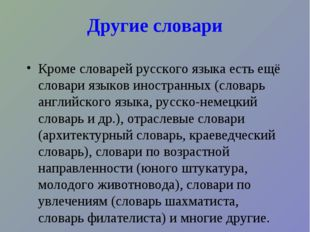 Другие словари
• Кроме словарей русского языка есть ещё
словари языков иностранных (словарь
английского языка, русско-немецкий
словарь и др.), отраслевые словари
(архитектурный словарь, краеведческий
словарь), словари по возрастной
направленности (юного штукатура,
молодого животновода), словари по
увлечениям (словарь шахматиста,
словарь филателиста) и многие другие.